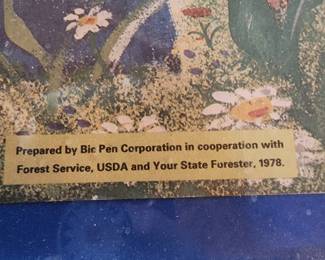 Prepared by Bic Pen Corporation in cooperation with
Forest Service, USDA and Your State Forester, 1978.